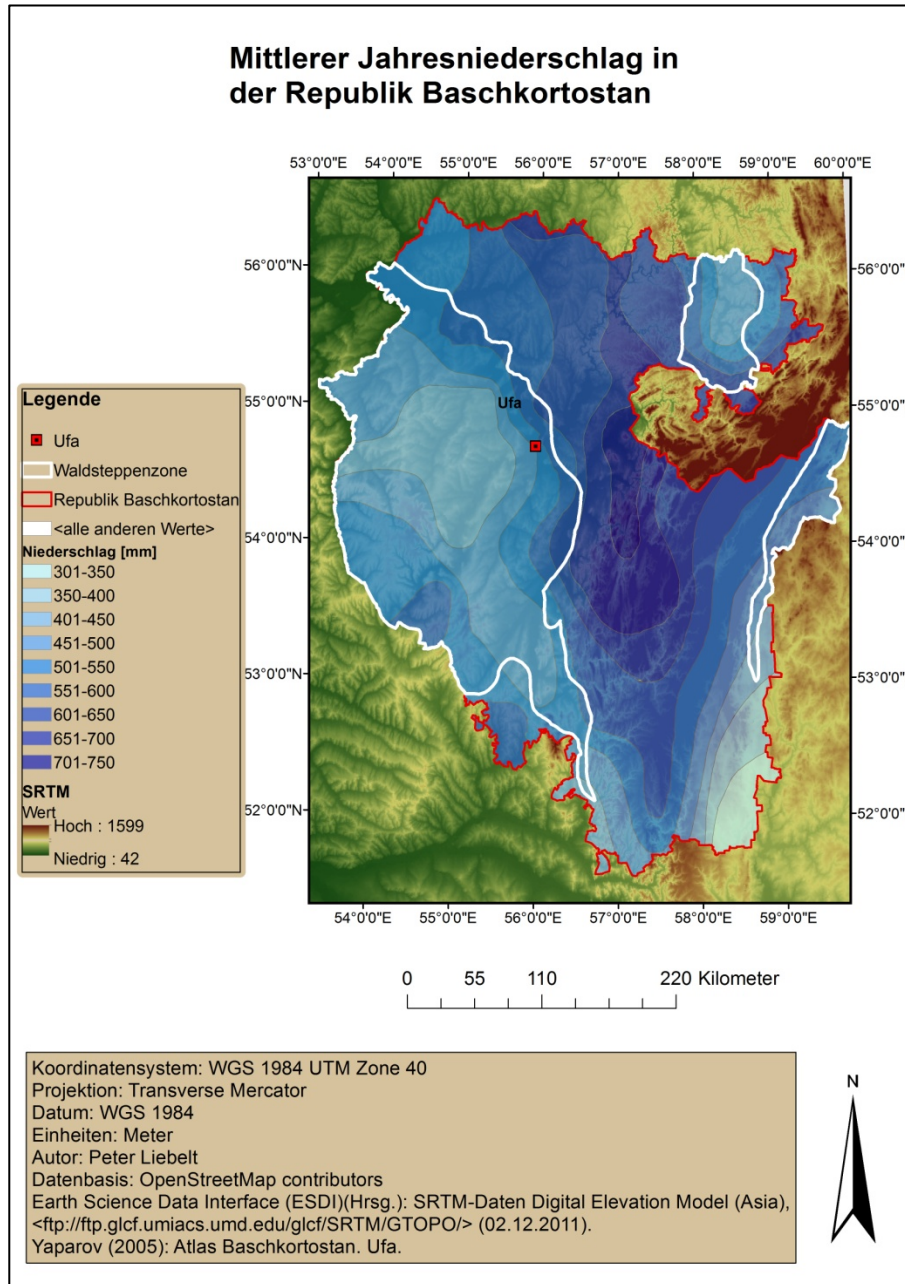 Mittlerer Jahresniederschlag in
der Republik Baschkortostan
53°0'0"E 54°0'0"E 55°0'0"E 56°0'0"E 57°0'0"E 58°0'0"E 59°0'0"E 60°0'0"E
56°0'0"N 56°0'0"N
55°0'0"N 55°0'0"N
54°0'0"N 54°0'0"N
53°0'0"N 53°0'0"N
52°0'0"N 52°0'0"N
Ufa
54°0'0"E 55°0'0"E 56°0'0"E 57°0'0"E 58°0'0"E 59°0'0"E
Legende
Ufa
Waldsteppenzone
Republik Baschkortostan
<alle anderen Werte>
Niederschlag [mm]
301-350
350-400
401-450
451-500
501-550
551-600
601-650
651-700
701-750
SRTM
Wert
Hoch : 1599
Niedrig : 42
0 55 110 220 Kilometer
Koordinatensystem: WGS 1984 UTM Zone 40
Projektion: Transverse Mercator
Datum: WGS 1984
Einheiten: Meter
Autor: Peter Liebelt
Datenbasis: OpenStreetMap contributors
Earth Science Data Interface (ESDI)(Hrsg.): SRTM-Daten Digital Elevation Model (Asia),
<ftp://ftp.glcf.umiacs.umd.edu/glcf/SRTM/GTOPO/> (02.12.2011).
Yaparov (2005): Atlas Baschkortostan. Ufa.
N